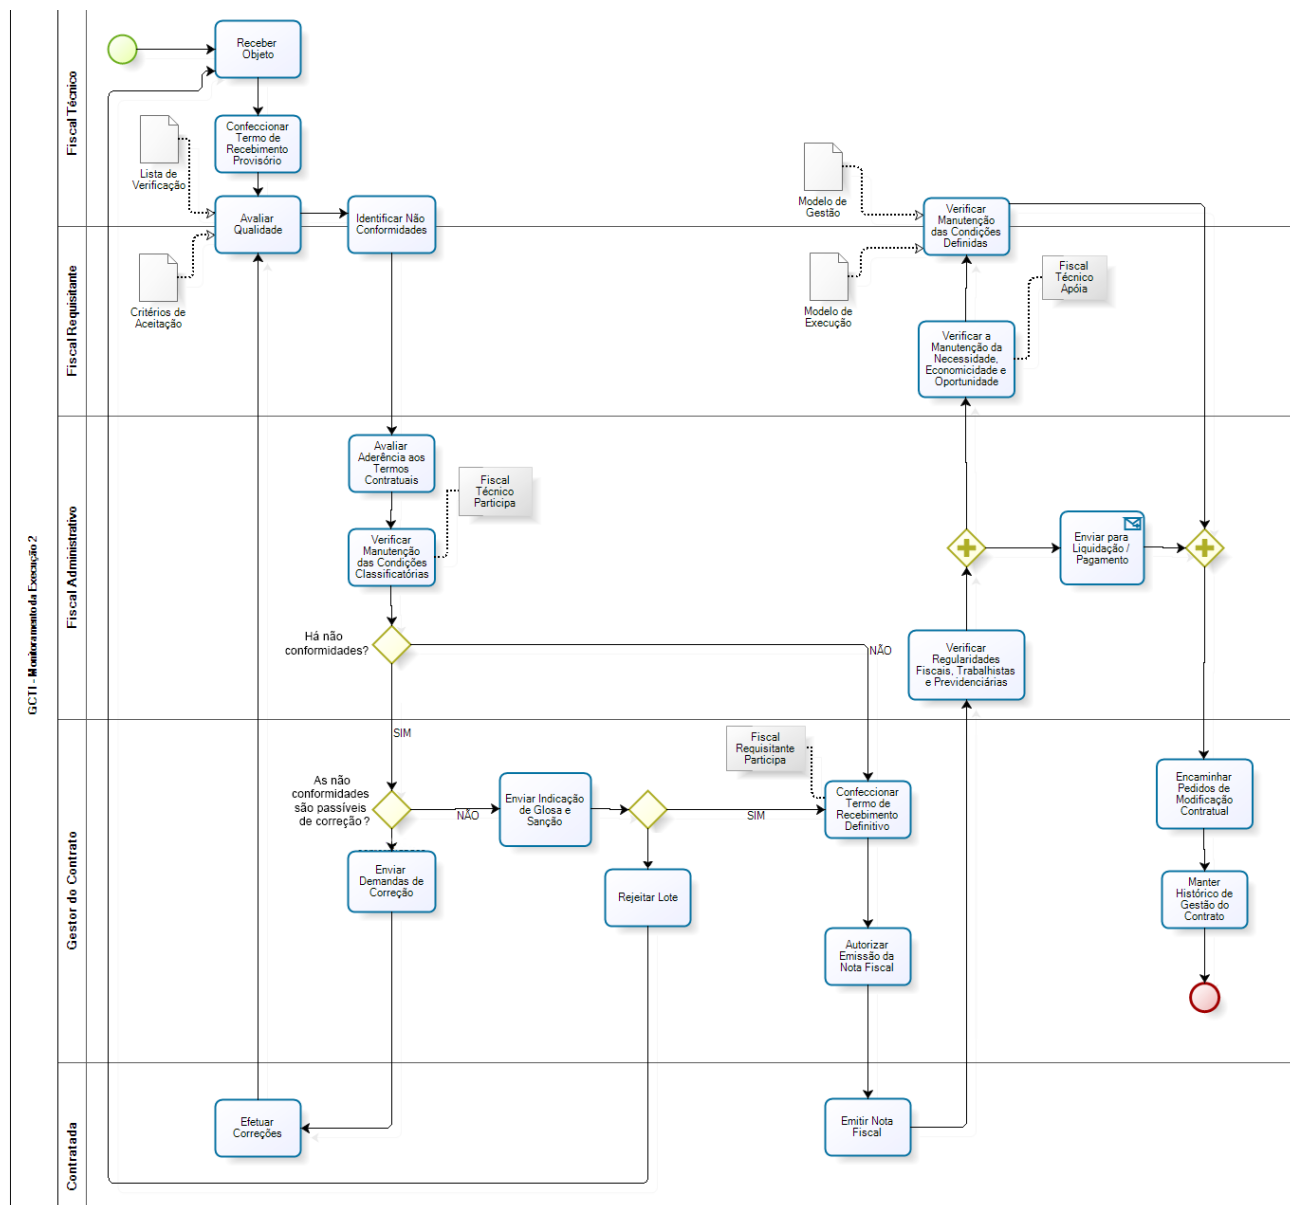 GCTI - Monitoramento da Execução 2
Fiscal Técnico
Receber
Objeto
Confeccionar
Termo de
Recebimento
Provisório
Lista de
Verificação
Avaliar
Qualidade
Identificar Não
Conformidades
Modelo de
Gestão
Verificar
Manutenção
das Condições
Definidas
Fiscal Requisitante
Critérios de
Aceitação
Modelo de
Execução
Fiscal
Técnico
Apóia
Verificar a
Manutenção da
Necessidade,
Economicidade e
Oportunidade
Fiscal Administrativo
Avaliar
Aderência aos
Termos
Contratuais
Fiscal
Técnico
Participa
Verificar
Manutenção
das Condições
Classificatórias
Enviar para
Liquidação /
Pagamento
Há não
conformidades?
NÃO
Verificar
Regularidades
Fiscais, Trabalhistas
e Previdenciárias
Gestor do Contrato
SIM
Fiscal
Requisitante
Participa
As não
conformidades
são passíveis
de correção ?
NÃO
Enviar Indicação
de Glosa e
Sanção
SIM
Confeccionar
Termo de
Recebimento
Definitivo
Encaminhar
Pedidos de
Modificação
Contratual
Enviar
Demandas de
Correção
Rejeitar Lote
Manter
Histórico de
Gestão do
Contrato
Autorizar
Emissão da
Nota Fiscal
Contratada
Efetuar
Correções
Emitir Nota
Fiscal